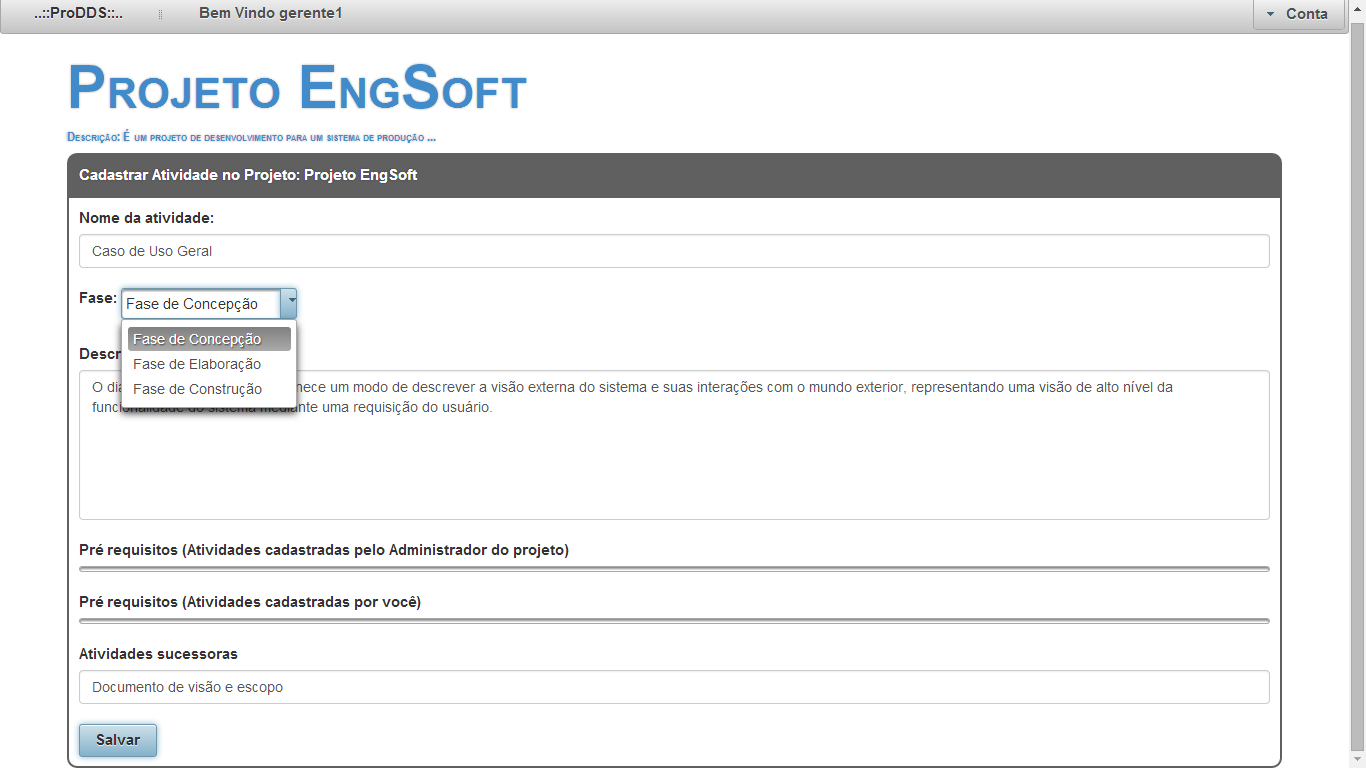 ..::ProDDS::.. Bem Vindo gerente1 Conta
Projeto EngSoft
Descrição: É um projeto de desenvolvimento para um sistema de produção ...
Cadastrar Atividade no Projeto: Projeto EngSoft
Nome da atividade:
Caso de Uso Geral
Fase: Fase de Concepção
Fase de Concepção
Fase de Elaboração
Fase de Construção
Descr
O dia nece um modo de descrever a visão externa do sistema e suas interações com o mundo exterior, representando uma visão de alto nível da
funcionalidade do sistema mediante uma requisição do usuário.
Pré requisitos (Atividades cadastradas pelo Administrador do projeto)
Pré requisitos (Atividades cadastradas por você)
Atividades sucessoras
Documento de visão e escopo
Salvar